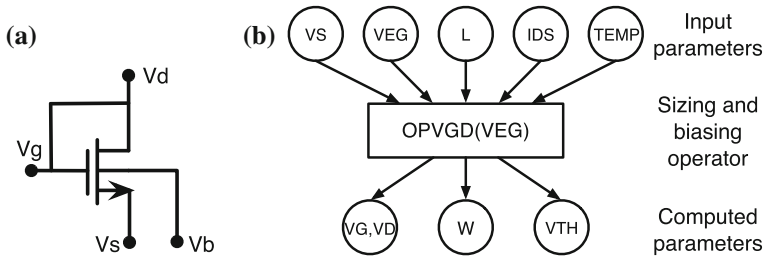 (a)
Vd
Vg
Vs
Vb
(b)
VS
VEG
L
IDS
TEMP
Input
parameters
OPVGD(VEG)
Sizing and
biasing
operator
VG,VD
W
VTH
Computed
parameters